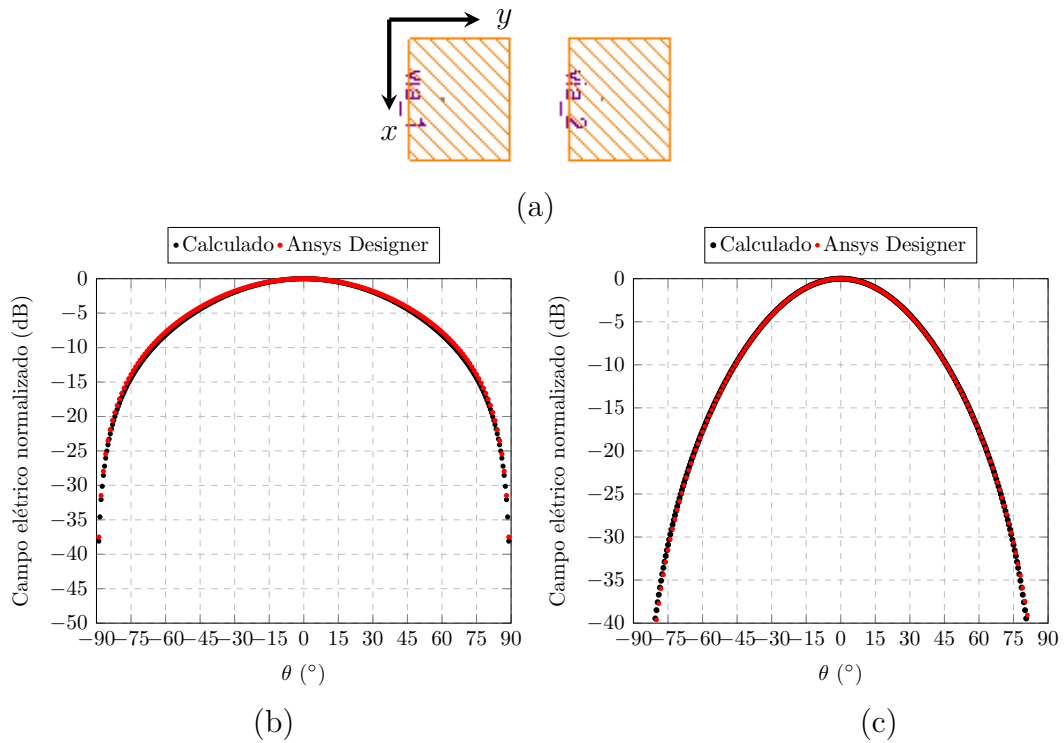 y
x
via_1
via_2
(a)
Calculado Ansys Designer
Calculado Ansys Designer
Campo elétrico normalizado (dB)
0
−5
−10
−15
−20
−25
−30
−35
−40
−45
−50
−90 −75 −60 −45 −30 −15 0 15 30 45 60 75 90
θ (°)
Campo elétrico normalizado (dB)
0
−5
−10
−15
−20
−25
−30
−35
−40
−90 −75 −60 −45 −30 −15 0 15 30 45 60 75 90
θ (°)
(b)
(c)